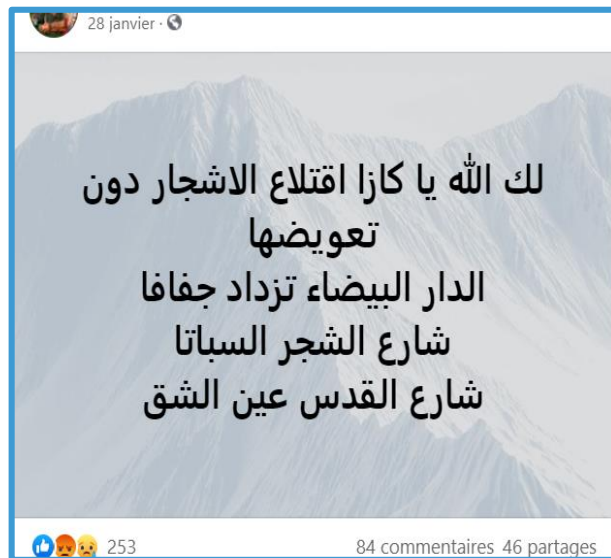 28 janvier ·
لك الله يا كازا اقتلاع الاشجار دون
تعويضها
الدار البيضاء تزداد جفافا
شارع الشجر السباتا
شارع القدس عين الشق
253
84 commentaires 46 partages